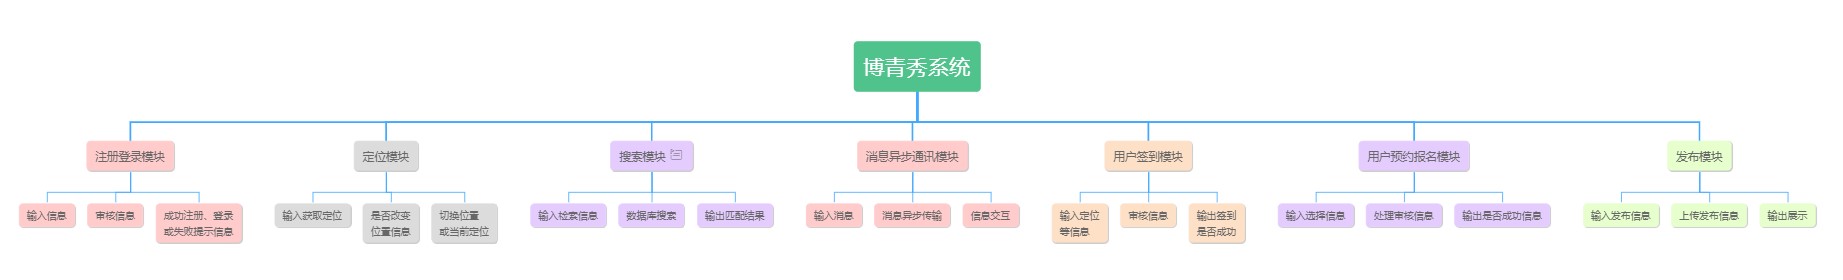 博青秀系统
注册登录模块
定位模块
搜索模块
消息异步通讯模块
用户签到模块
用户预约报名模块
发布模块
输入信息
审核信息
成功注册、登录
或失败提示信息
输入获取定位
是否改变
位置信息
切换位置
或当前定位
输入检索信息
数据库搜索
输出匹配结果
输入消息
消息异步传输
信息交互
输入定位
等信息
审核信息
输出签到
是否成功
输入选择信息
处理审核信息
输出是否成功信息
输入发布信息
上传发布信息
输出展示